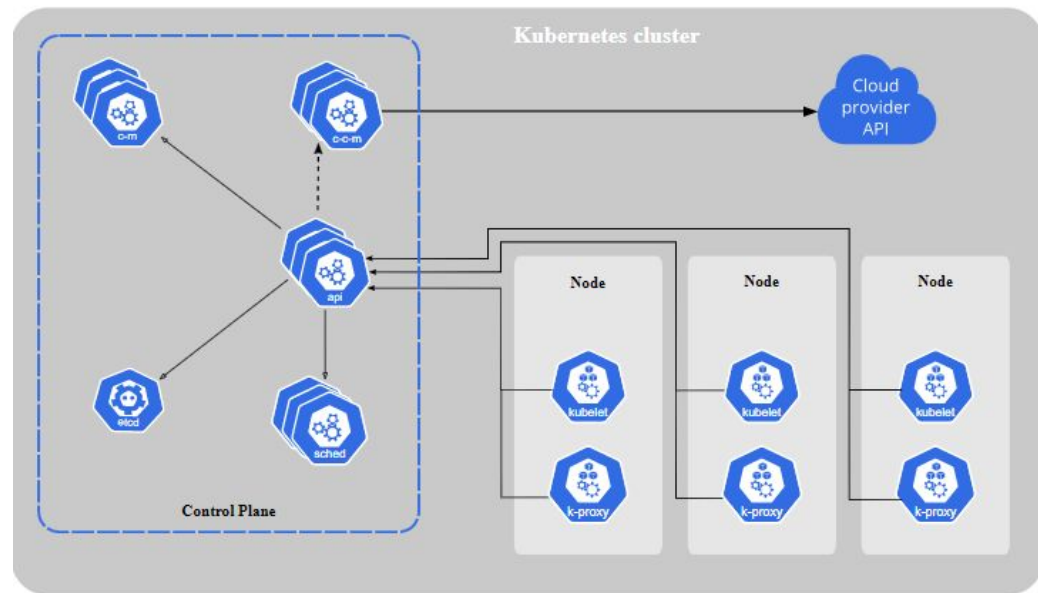 Kubernetes cluster
c-m
c-c-m
Cloud
provider
API
api
Node
Node
Node
etcd
sched
kubelet
kubelet
kubelet
k-proxy
k-proxy
k-proxy
Control Plane